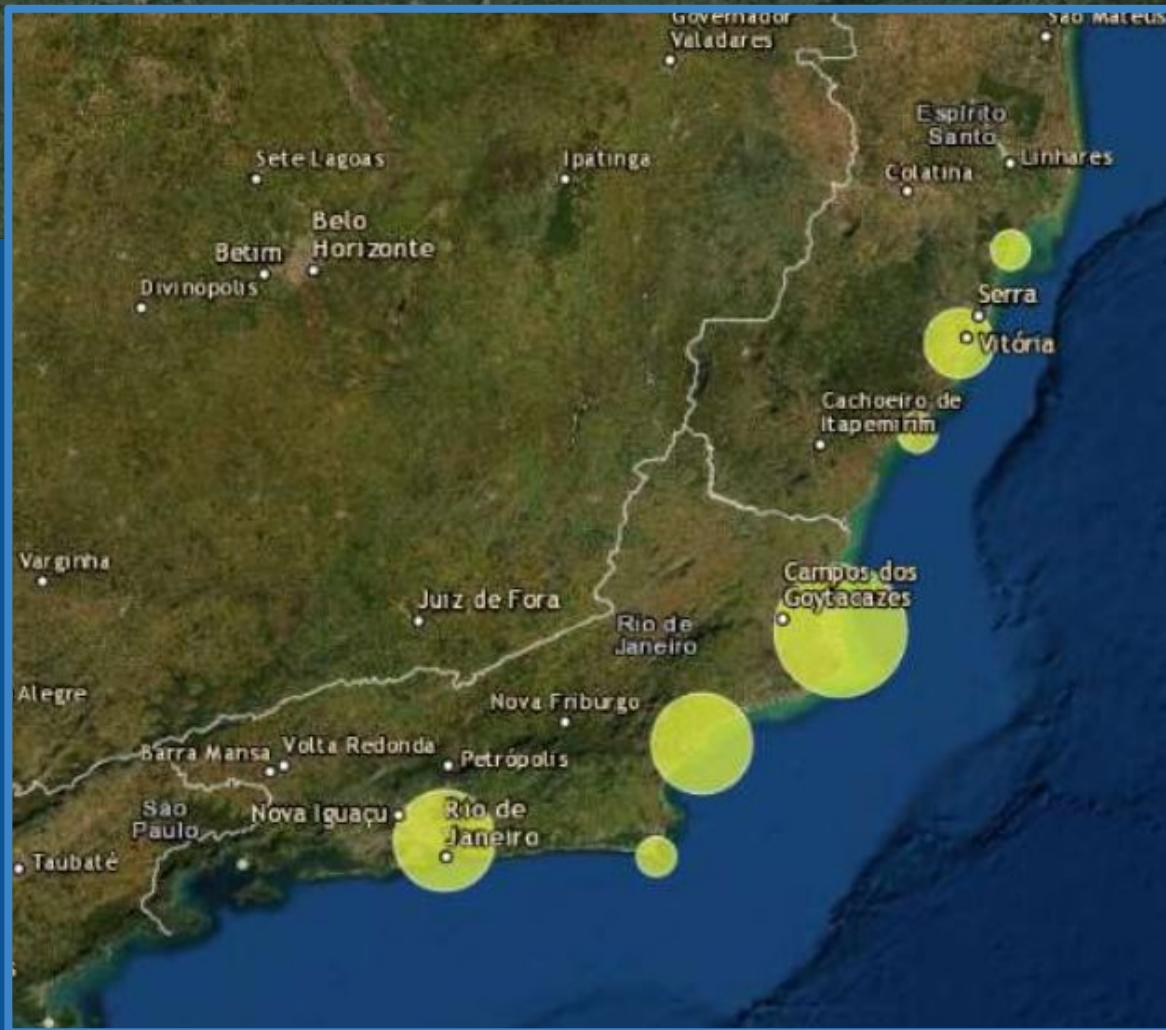 Governador
Valadares
São Mateus
Espírito
Santo
Linhares
Colatina
Sete Lagoas
Ipatinga
Belo
Horizonte
Betim
Divinópolis
Serra
Vitória
Cachoeiro de
Itapemirim
Varginha
Campos dos
Goytacazes
Juiz de Fora
Rio de
Janeiro
Alegre
Nova Friburgo
Barra Mansa
Volta Redonda
Petrópolis
São
Paulo
Nova Iguaçu
Rio de
Janeiro
Taubaté